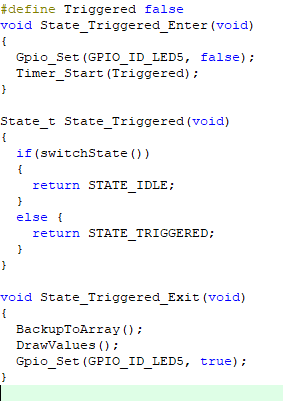 #define Triggered false
void State_Triggered_Enter(void)
{
  Gpio_Set(GPIO_ID_LED5, false);
  Timer_Start(Triggered);
}

State_t State_Triggered(void)
{
  if(switchState())
  {
    return STATE_IDLE;
  }
  else {
    return STATE_TRIGGERED;
  }
}

void State_Triggered_Exit(void)
{
  BackupToArray();
  DrawValues();
  Gpio_Set(GPIO_ID_LED5, true);
}